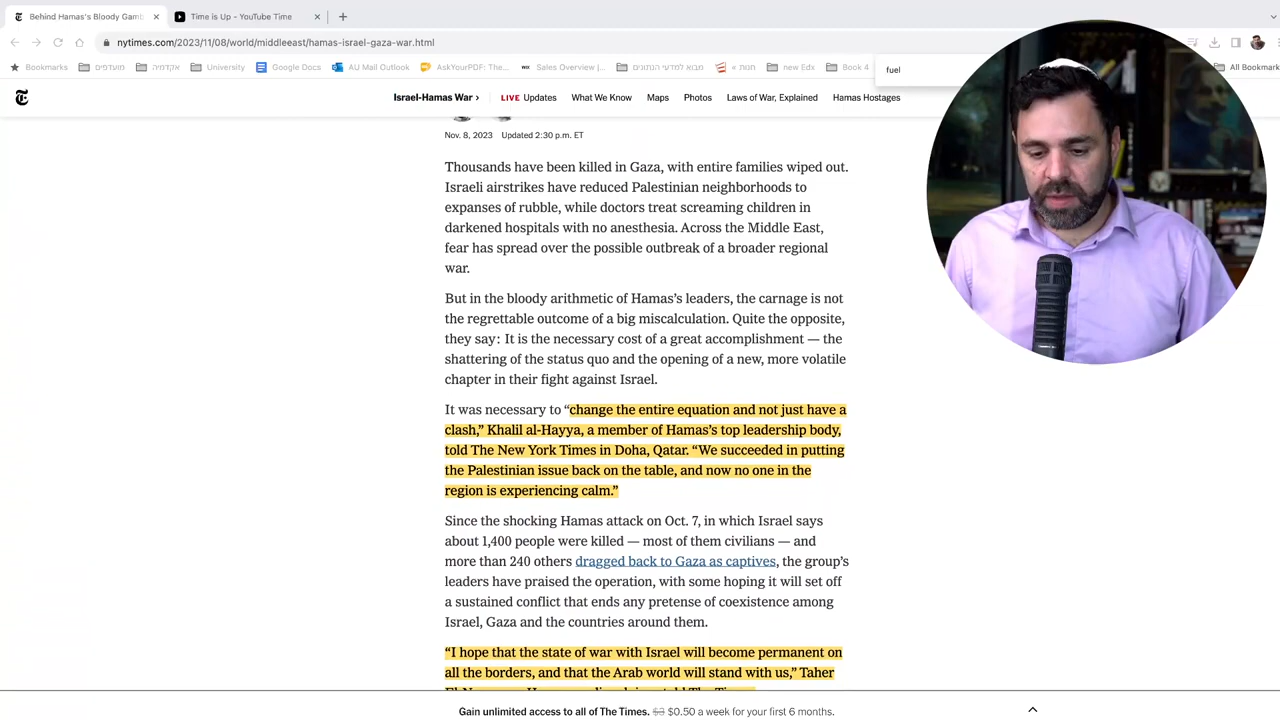 Behind Hamas's Bloody Gamb
Time is Up - YouTube Time
nytimes.com/2023/11/08/world/middleeast/hamas-israel-gaza-war.html
Bookmarks
מועדפים
אקדמיה
University
Google Docs
AU Mail Outlook
AskYourPDF: The...
Sales Overview |...
מבוא למדעי הנתונים
חנות »
new Edx
Book 4
All Bookmark
fuel
Israel-Hamas War ›
LIVE Updates
What We Know
Maps
Photos
Laws of War, Explained
Hamas Hostages
Nov. 8, 2023 Updated 2:30 p.m. ET
Thousands have been killed in Gaza, with entire families wiped out.
Israeli airstrikes have reduced Palestinian neighborhoods to
expanses of rubble, while doctors treat screaming children in
darkened hospitals with no anesthesia. Across the Middle East,
fear has spread over the possible outbreak of a broader regional
war.
But in the bloody arithmetic of Hamas's leaders, the carnage is not
the regrettable outcome of a big miscalculation. Quite the opposite,
they say: It is the necessary cost of a great accomplishment — the
shattering of the status quo and the opening of a new, more volatile
chapter in their fight against Israel.
It was necessary to “change the entire equation and not just have a
clash,” Khalil al-Hayya, a member of Hamas's top leadership body,
told The New York Times in Doha, Qatar. “We succeeded in putting
the Palestinian issue back on the table, and now no one in the
region is experiencing calm.”
Since the shocking Hamas attack on Oct. 7, in which Israel says
about 1,400 people were killed — most of them civilians — and
more than 240 others dragged back to Gaza as captives, the group's
leaders have praised the operation, with some hoping it will set off
a sustained conflict that ends any pretense of coexistence among
Israel, Gaza and the countries around them.
“I hope that the state of war with Israel will become permanent on
all the borders, and that the Arab world will stand with us,” Taher
Gain unlimited access to all of The Times. $3 $0.50 a week for your first 6 months.